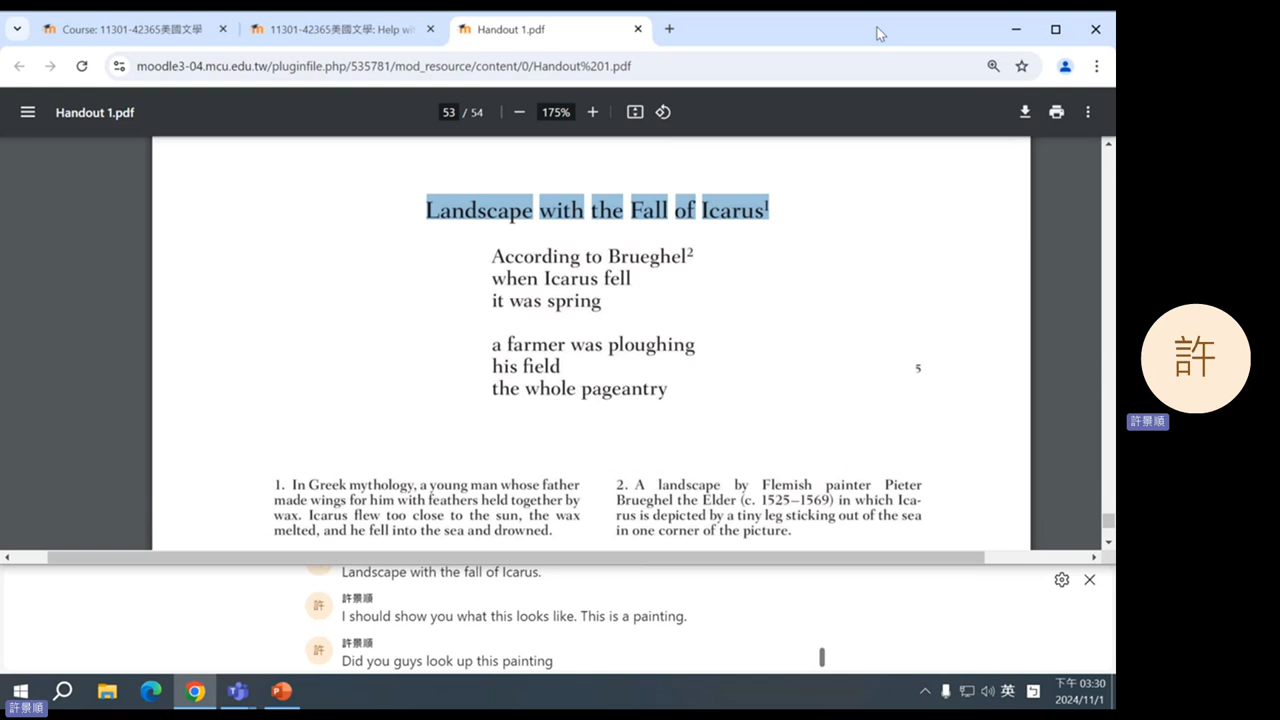 Course: 11301-42365美國文學
11301-42365美國文學: Help wi
Handout 1.pdf
moodle3-04.mcu.edu.tw/pluginfile.php/535781/mod_resource/content/0/Handout%201.pdf
Handout 1.pdf
53 / 54
175%
Landscape with the Fall of Icarus1
According to Brueghel2
when Icarus fell
it was spring
a farmer was ploughing
his field 5
the whole pageantry
1. In Greek mythology, a young man whose father
made wings for him with feathers held together by
wax. Icarus flew too close to the sun, the wax
melted, and he fell into the sea and drowned.
2. A landscape by Flemish painter Pieter
Brueghel the Elder (c. 1525–1569) in which Ica-
rus is depicted by a tiny leg sticking out of the sea
in one corner of the picture.
Landscape with the fall of Icarus.
許 許景順
I should show you what this looks like. This is a painting.
許 許景順
Did you guys look up this painting
許
許景順
英
下午 03:30
2024/11/1
許景順